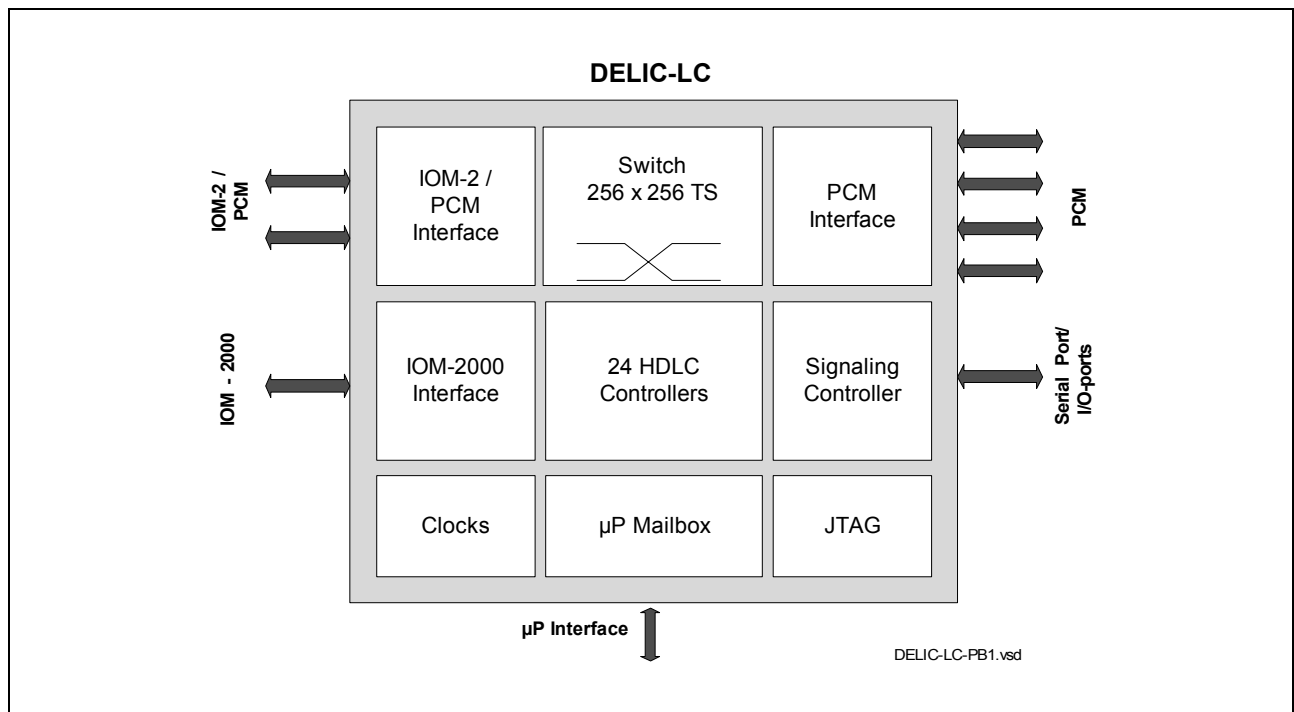 DELIC-LC
IOM-2 /
PCM
IOM-2 /
PCM
Interface
Switch
256 x 256 TS
PCM
Interface
PCM
IOM - 2000
IOM-2000
Interface
24 HDLC
Controllers
Signaling
Controller
Serial Port/
I/O-ports
Clocks
µP Mailbox
JTAG
µP Interface
DELIC-LC-PB1.vsd